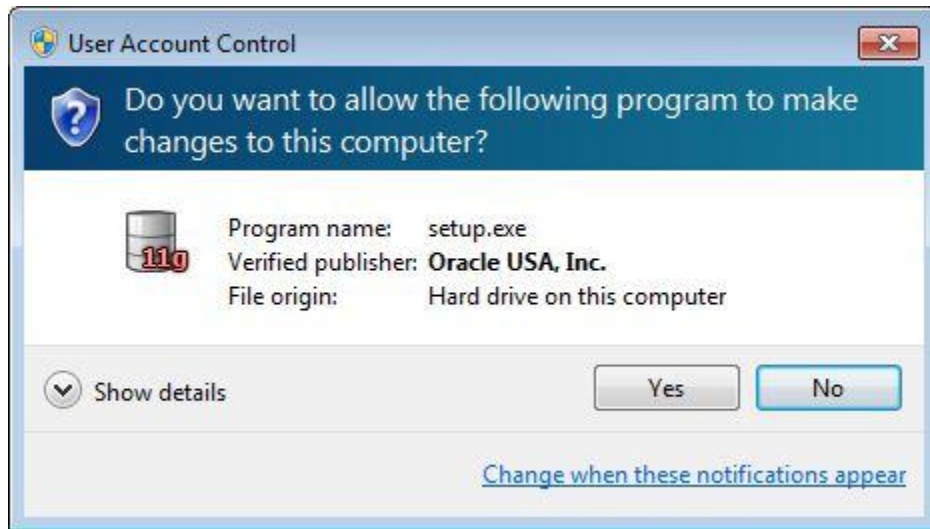 User Account Control
Do you want to allow the following program to make
changes to this computer?
11g
Program name: setup.exe
Verified publisher: Oracle USA, Inc.
File origin: Hard drive on this computer
Show details
Yes
No
Change when these notifications appear